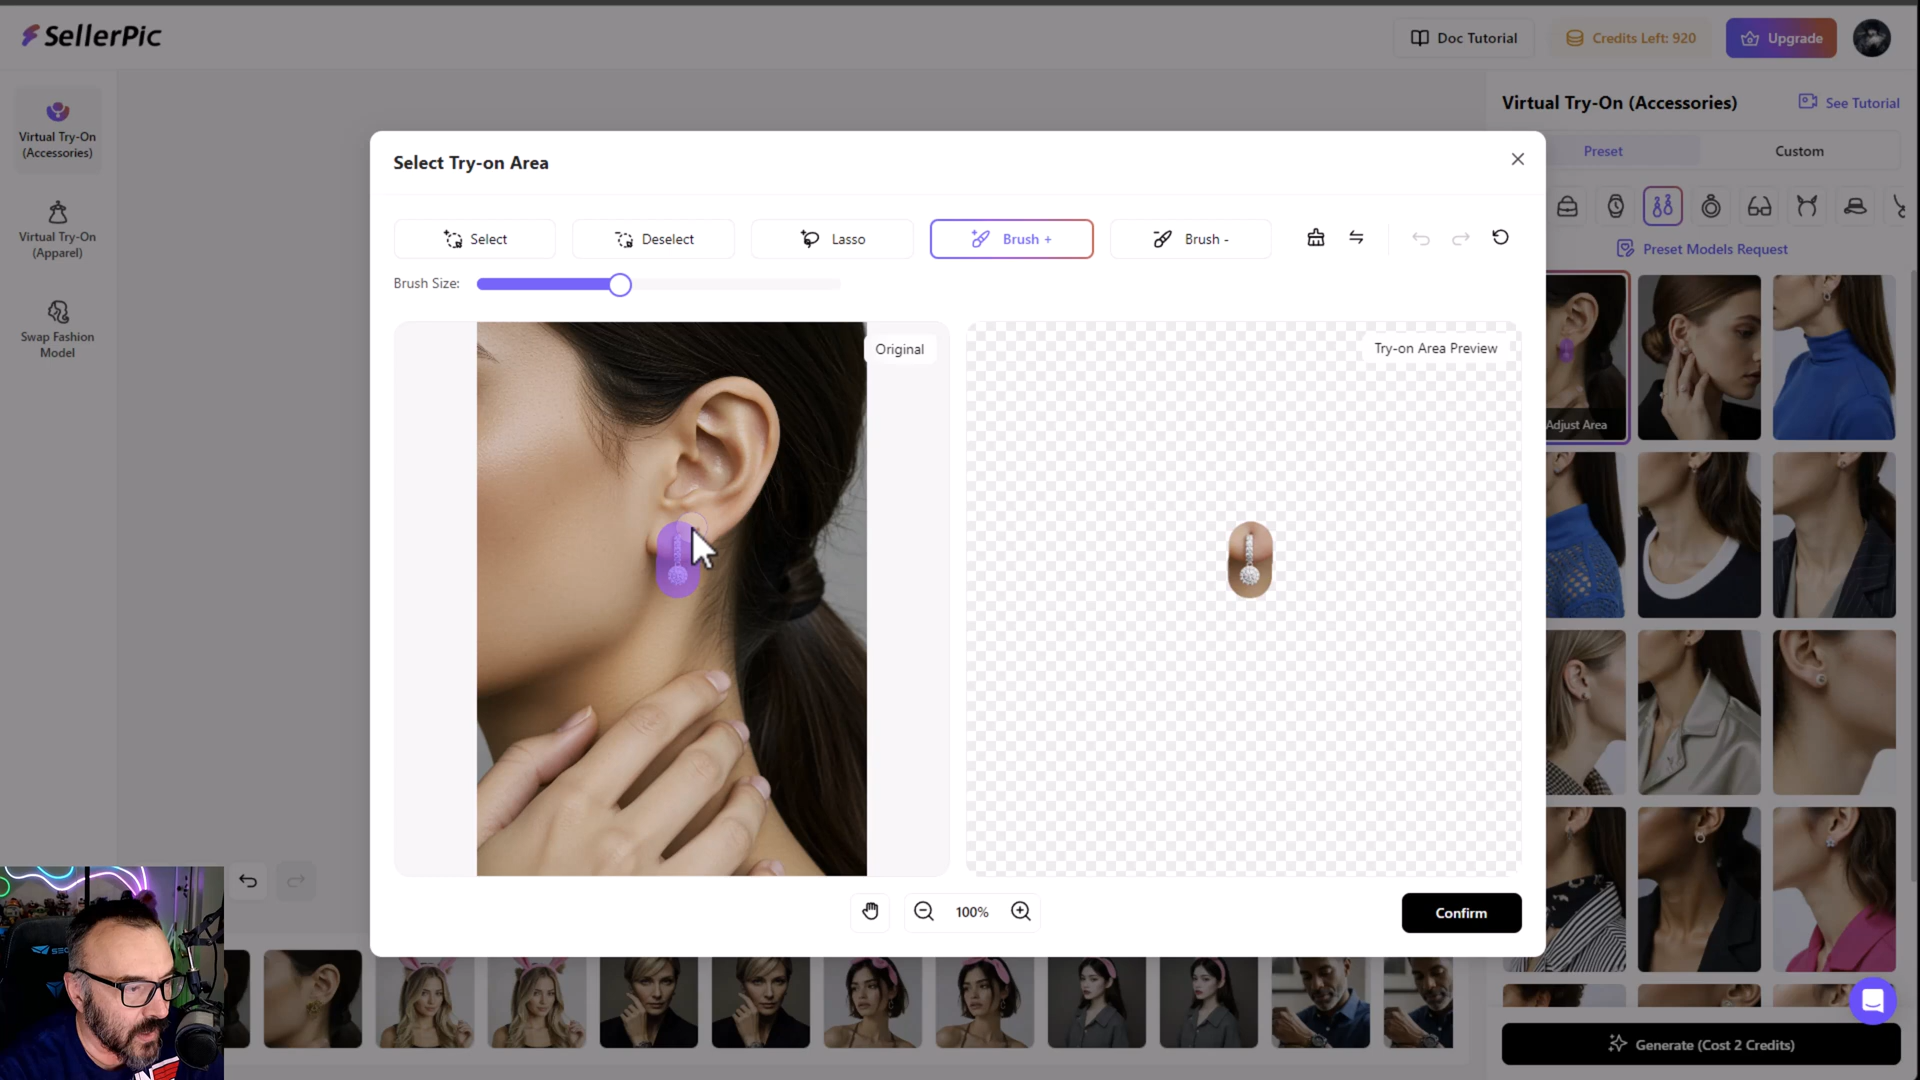 SellerPic
Doc Tutorial
Credits Left: 920
Upgrade
Virtual Try-On
(Accessories)
Virtual Try-On
(Apparel)
Swap Fashion
Model
Select Try-on Area
Select
Deselect
Lasso
Brush +
Brush -
Brush Size:
Original
Try-on Area Preview
100%
Confirm
Virtual Try-On (Accessories)
See Tutorial
Preset
Custom
Preset Models Request
Adjust Area
Generate (Cost 2 Credits)